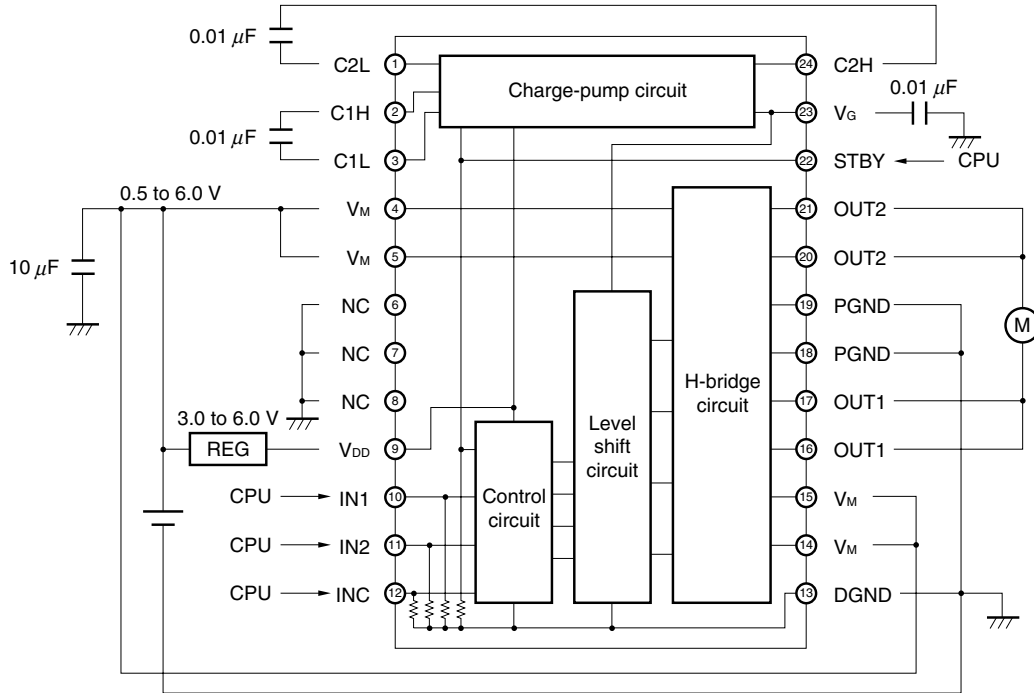 0.01 µF
C2L
1
Charge-pump circuit
24
C2H
0.01 µF
C1H
2
23
VG
0.01 µF
C1L
3
22
STBY
CPU
0.5 to 6.0 V
VM
4
21
OUT2
10 µF
VM
5
20
OUT2
NC
6
19
PGND
M
NC
7
18
PGND
H-bridge
circuit
NC
8
17
OUT1
3.0 to 6.0 V
Level
shift
circuit
REG
VDD
9
16
OUT1
CPU
IN1
10
Control
circuit
15
VM
CPU
IN2
11
14
VM
CPU
INC
12
13
DGND